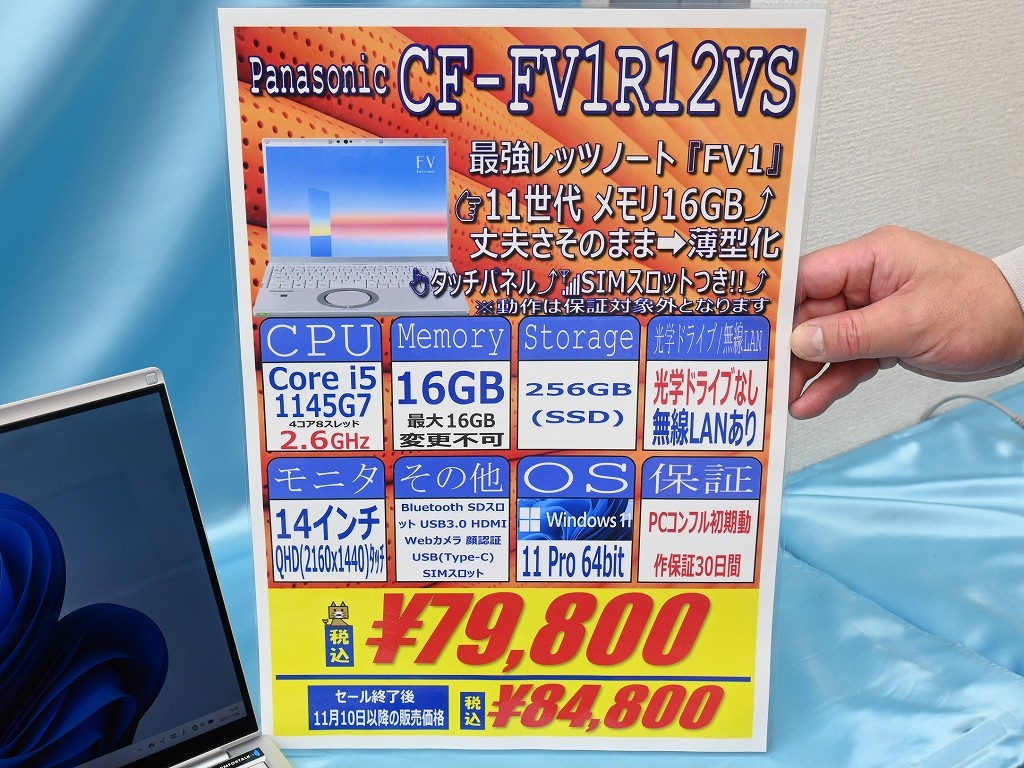 Panasonic CF-FV1R12VS
FV
最強レッツノート『FV1』
11世代 メモリ16GB
丈夫さそのまま➡薄型化
タッチパネル SIMスロットつき!!
※動作は保証対象外となります
CPU
Core i5
1145G7
4コア8スレッド
2.6GHz
Memory
16GB
最大16GB
変更不可
Storage
256GB
(SSD)
光学ドライブ/無線LAN
光学ドライブなし
無線LANあり
モニタ
14インチ
QHD(2160x1440)タッチ
その他
Bluetooth SDスロ
ット USB3.0 HDMI
Webカメラ 顔認証
USB(Type-C)
SIMスロット
OS
Windows 11
11 Pro 64bit
保証
PCコンフル初期動
作保証30日間
税込
¥79,800
セール終了後
11月10日以降の販売価格
税込
¥84,800